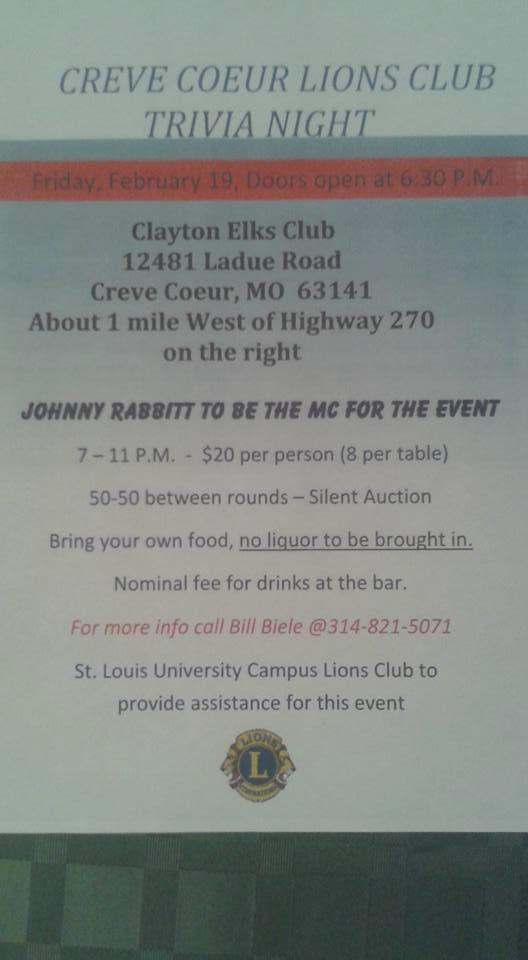 CREVE COEUR LIONS CLUB
TRIVIA NIGHT
Friday, February 19, Doors open at 6:30 P.M.
Clayton Elks Club
12481 Ladue Road
Creve Coeur, MO 63141
About 1 mile West of Highway 270
on the right
JOHNNY RABBITT TO BE THE MC FOR THE EVENT
7 – 11 P.M. - $20 per person (8 per table)
50-50 between rounds – Silent Auction
Bring your own food, no liquor to be brought in.
Nominal fee for drinks at the bar.
For more info call Bill Biele @314-821-5071
St. Louis University Campus Lions Club to
provide assistance for this event
LIONS
L
INTERNATIONAL